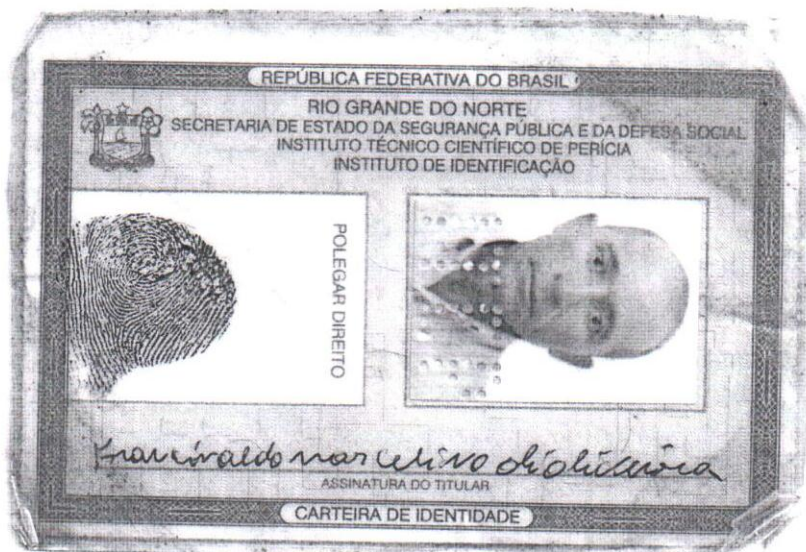 REPÚBLICA FEDERATIVA DO BRASIL
RIO GRANDE DO NORTE
SECRETARIA DE ESTADO DA SEGURANÇA PÚBLICA E DA DEFESA SOCIAL
INSTITUTO TÉCNICO CIENTÍFICO DE PERÍCIA
INSTITUTO DE IDENTIFICAÇÃO
POLEGAR DIREITO
marcelino
ASSINATURA DO TITULAR
CARTEIRA DE IDENTIDADE